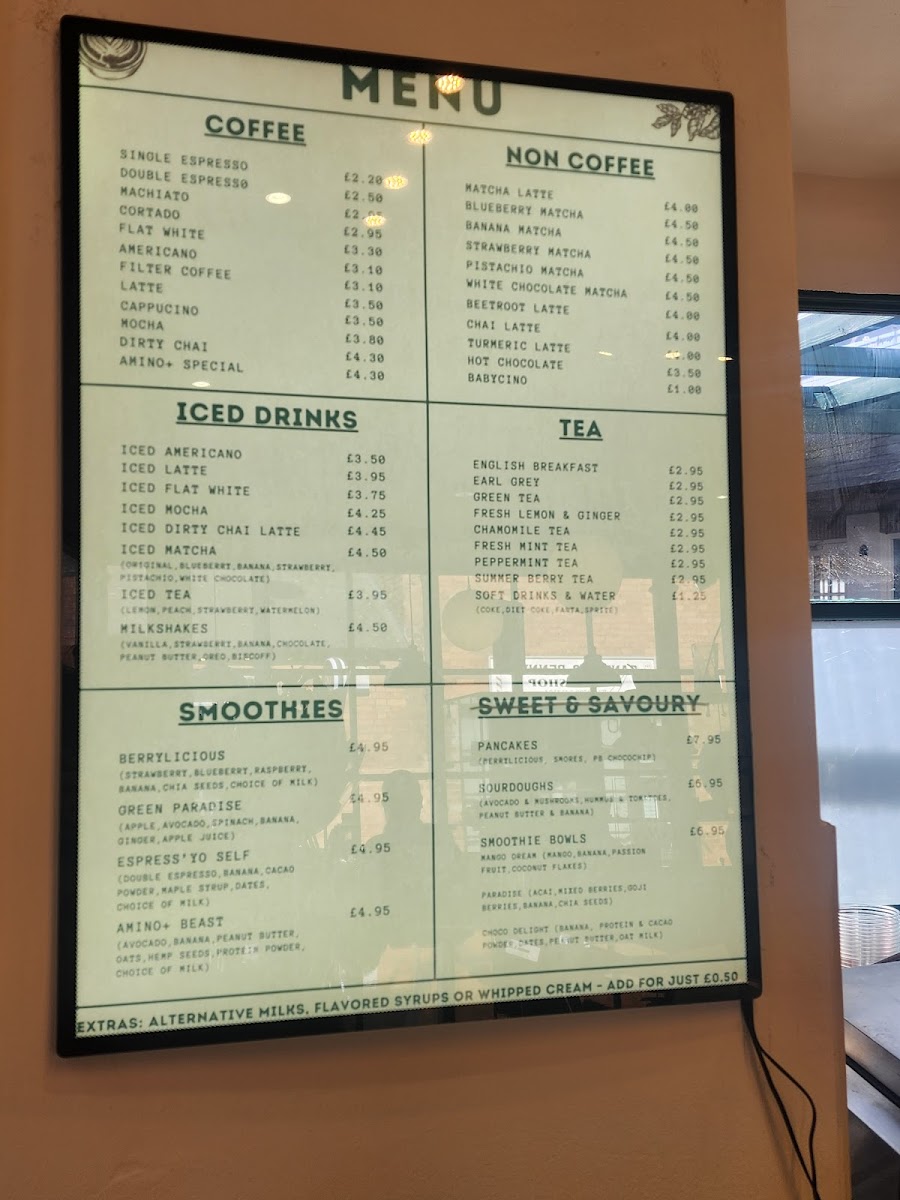 MENU
COFFEE
SINGLE ESPRESSO £2.20
DOUBLE ESPRESSO £2.50
MACHIATO
CORTADO £2.95
FLAT WHITE £3.30
AMERICANO £3.10
FILTER COFFEE £3.10
LATTE £3.50
CAPPUCINO £3.50
MOCHA £3.80
DIRTY CHAI £4.30
AMINO+ SPECIAL £4.30
NON COFFEE
MATCHA LATTE £4.00
BLUEBERRY MATCHA £4.50
BANANA MATCHA £4.50
STRAWBERRY MATCHA £4.50
PISTACHIO MATCHA £4.50
WHITE CHOCOLATE MATCHA £4.50
BEETROOT LATTE £4.00
CHAI LATTE £4.00
TURMERIC LATTE
HOT CHOCOLATE £3.50
BABYCINO £1.00
ICED DRINKS
ICED AMERICANO £3.50
ICED LATTE £3.95
ICED FLAT WHITE £3.75
ICED MOCHA £4.25
ICED DIRTY CHAI LATTE £4.45
ICED MATCHA £4.50
(ORIGINAL,BLUEBERRY,BANANA,STRAWBERRY,
PISTACHIO,WHITE CHOCOLATE)
ICED TEA £3.95
(LEMON,PEACH,STRAWBERRY,WATERMELON)
MILKSHAKES £4.50
(VANILLA,STRAWBERRY,BANANA,CHOCOLATE,
PEANUT BUTTER,OREO,BISCOFF)
TEA
ENGLISH BREAKFAST £2.95
EARL GREY £2.95
GREEN TEA £2.95
FRESH LEMON & GINGER £2.95
CHAMOMILE TEA £2.95
FRESH MINT TEA £2.95
PEPPERMINT TEA £2.95
SUMMER BERRY TEA £2.95
SOFT DRINKS & WATER £1.25
(COKE,DIET COKE,FANTA,SPRITE)
SMOOTHIES
BERRYLICIOUS £4.95
(STRAWBERRY,BLUEBERRY,RASPBERRY,
BANANA,CHIA SEEDS,CHOICE OF MILK)
GREEN PARADISE £4.95
(APPLE,AVOCADO,SPINACH,BANANA,
GINGER,APPLE JUICE)
ESPRESS'YO SELF £4.95
(DOUBLE ESPRESSO,BANANA,CACAO
POWDER,MAPLE SYRUP,DATES,
CHOICE OF MILK)
AMINO+ BEAST £4.95
(AVOCADO,BANANA,PEANUT BUTTER,
OATS,HEMP SEEDS,PROTEIN POWDER,
CHOICE OF MILK)
SWEET & SAVOURY
PANCAKES £7.95
(BERRYLICIOUS, SMORES, PB CHOCOCHIP)
SOURDOUGHS £6.95
(AVOCADO & MUSHROOMS,HUMMUS & TOMATOES,
PEANUT BUTTER & BANANA)
SMOOTHIE BOWLS £6.95
MANGO DREAM (MANGO,BANANA,PASSION
FRUIT,COCONUT FLAKES)
PARADISE (ACAI,MIXED BERRIES,GOJI
BERRIES,BANANA,CHIA SEEDS)
CHOCO DELIGHT (BANANA, PROTEIN & CACAO
POWDER,DATES,PEANUT BUTTER,OAT MILK)
EXTRAS: ALTERNATIVE MILKS, FLAVORED SYRUPS OR WHIPPED CREAM - ADD FOR JUST £0.50